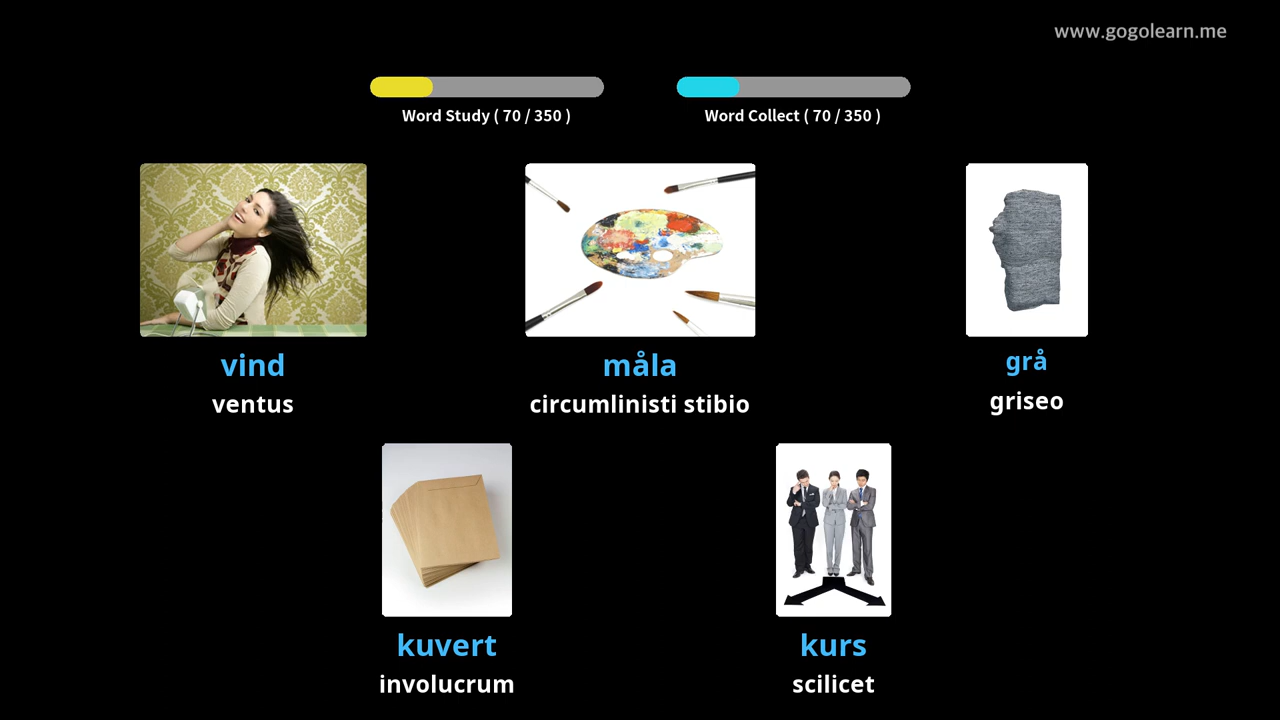 www.gogolearn.me
Word Study ( 70 / 350 )
Word Collect ( 70 / 350 )
vind
ventus
måla
circumlinisti stibio
grå
griseo
kuvert
involucrum
kurs
scilicet